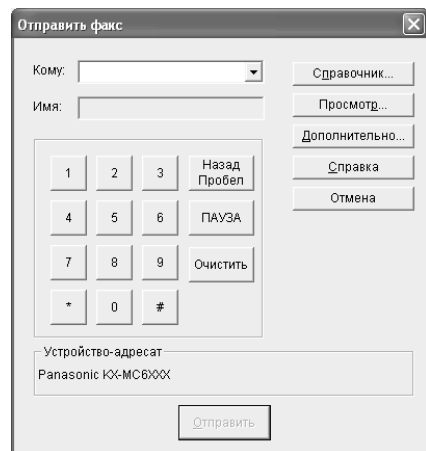 Отправить факс
Кому:
Справочник...
Имя:
Просмотр...
Дополнительно...
Справка
Отмена
1 2 3 Назад
Пробел
4 5 6 ПАУЗА
7 8 9 Очистить
* 0 #
Устройство-адресат
Panasonic KX-MC6XXX
Отправить